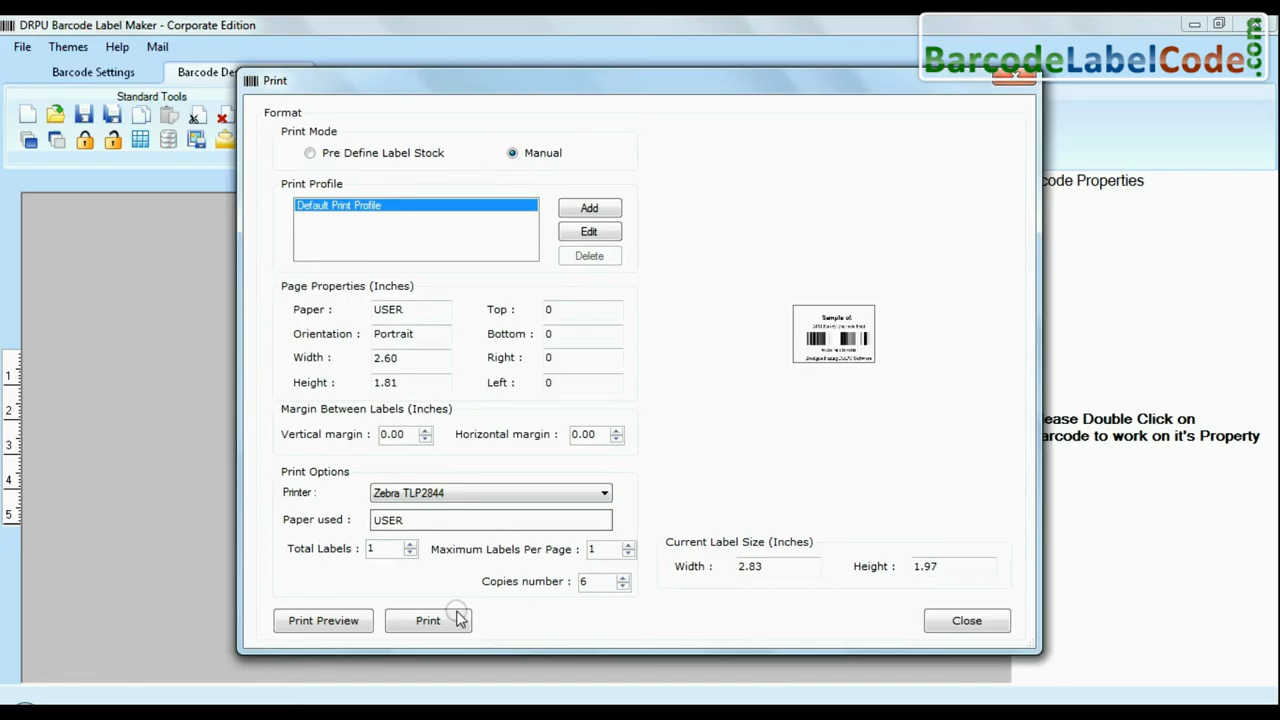 DRPU Barcode Label Maker - Corporate Edition
BarcodeLabelCode.com
File Themes Help Mail
Barcode Settings Barcode De
Standard Tools
Print
Format
Print Mode
Pre Define Label Stock Manual
Print Profile
Default Print Profile
Add
Edit
Delete
Page Properties (Inches)
Paper : USER Top : 0
Orientation : Portrait Bottom : 0
Width : 2.60 Right : 0
Height : 1.81 Left : 0
Margin Between Labels (Inches)
Vertical margin : 0.00 Horizontal margin : 0.00
Print Options
Printer : Zebra TLP2844
Paper used : USER
Total Labels : 1 Maximum Labels Per Page : 1
Copies number : 6
Print Preview Print Close
Sample of
Designed using DRPU Software
Current Label Size (Inches)
Width : 2.83 Height : 1.97
code Properties
lease Double Click on
arcode to work on it's Property
1
2
3
4
5